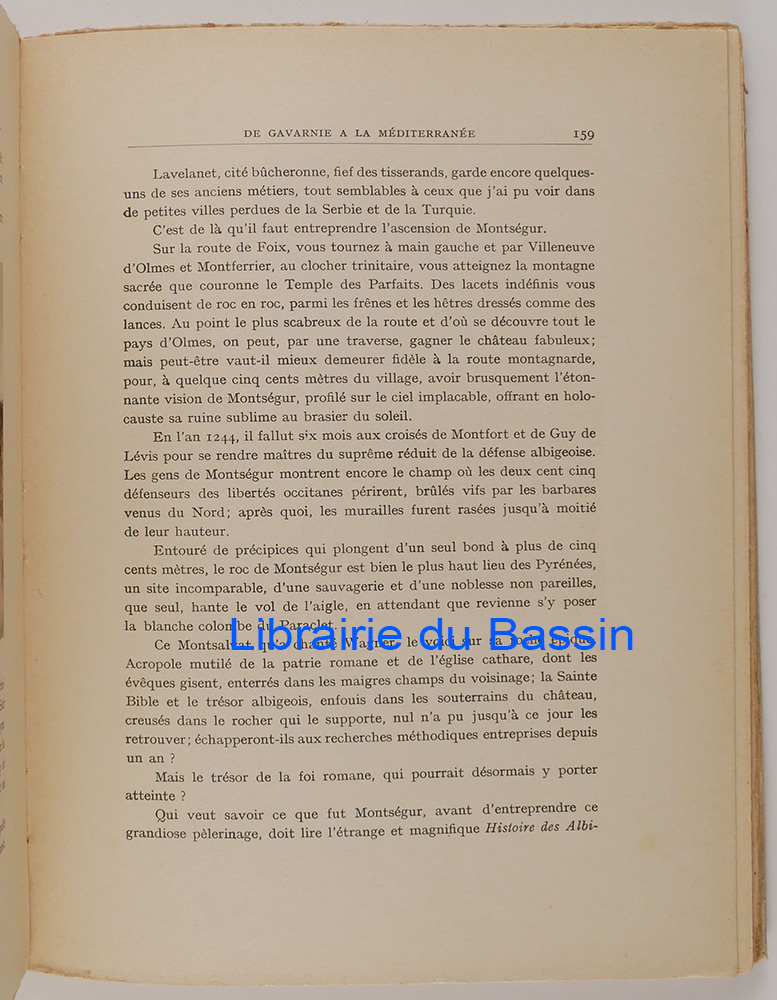 DE GAVARNIE A LA MÉDITERRANÉE 159
Lavelanet, cité bûcheronne, fief des tisserands, garde encore quelques-
uns de ses anciens métiers, tout semblables à ceux que j'ai pu voir dans
de petites villes perdues de la Serbie et de la Turquie.
C'est de là qu'il faut entreprendre l'ascension de Montségur.
Sur la route de Foix, vous tournez à main gauche et par Villeneuve
d'Olmes et Montferrier, au clocher trinitaire, vous atteignez la montagne
sacrée que couronne le Temple des Parfaits. Des lacets indéfinis vous
conduisent de roc en roc, parmi les frênes et les hêtres dressés comme des
lances. Au point le plus scabreux de la route et d'où se découvre tout le
pays d'Olmes, on peut, par une traverse, gagner le château fabuleux;
mais peut-être vaut-il mieux demeurer fidèle à la route montagnarde,
pour, à quelque cinq cents mètres du village, avoir brusquement l'éton-
nante vision de Montségur, profilé sur le ciel implacable, offrant en holo-
causte sa ruine sublime au brasier du soleil.
En l'an 1244, il fallut six mois aux croisés de Montfort et de Guy de
Lévis pour se rendre maîtres du suprême réduit de la défense albigeoise.
Les gens de Montségur montrent encore le champ où les deux cent cinq
défenseurs des libertés occitanes périrent, brûlés vifs par les barbares
venus du Nord; après quoi, les murailles furent rasées jusqu'à moitié
de leur hauteur.
Entouré de précipices qui plongent d'un seul bond à plus de cinq
cents mètres, le roc de Montségur est bien le plus haut lieu des Pyrénées,
un site incomparable, d'une sauvagerie et d'une noblesse non pareilles,
que seul, hante le vol de l'aigle, en attendant que revienne s'y poser
la blanche colombe du Paraclet.
Librairie du Bassin
Ce Montsalvat qu'a chanté Wagner, le voici sur sa roche épique,
Acropole mutilé de la patrie romane et de l'église cathare, dont les
évêques gisent, enterrés dans les maigres champs du voisinage; la Sainte
Bible et le trésor albigeois, enfouis dans les souterrains du château,
creusés dans le rocher qui le supporte, nul n'a pu jusqu'à ce jour les
retrouver; échapperont-ils aux recherches méthodiques entreprises depuis
un an ?
Mais le trésor de la foi romane, qui pourrait désormais y porter
atteinte ?
Qui veut savoir ce que fut Montségur, avant d'entreprendre ce
grandiose pèlerinage, doit lire l'étrange et magnifique Histoire des Albi-